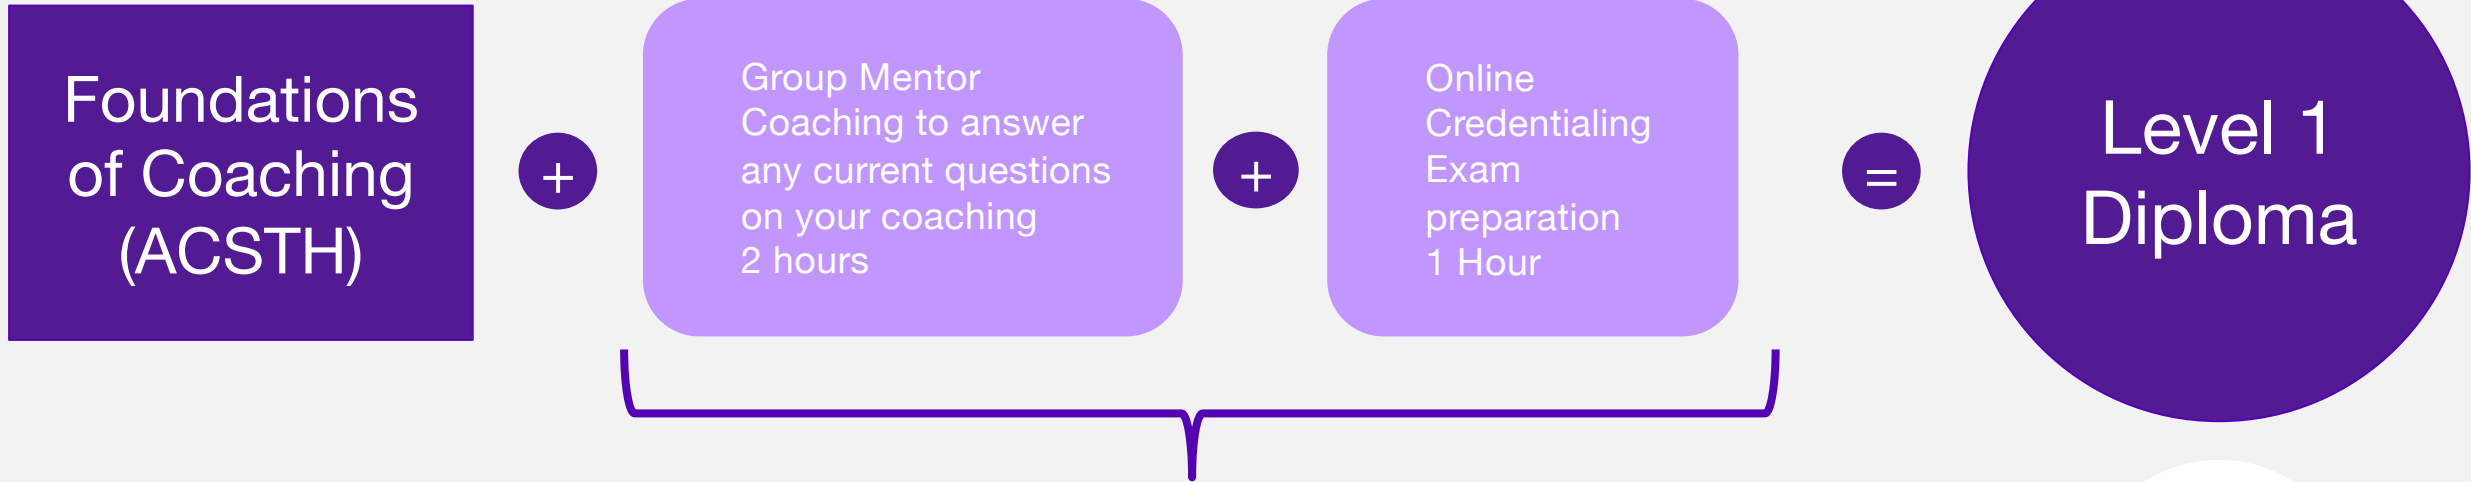 Foundations
of Coaching
(ACSTH)
+
Group Mentor
Coaching to answer
any current questions
on your coaching
2 hours
+
Online
Credentialing
Exam
preparation
1 Hour
=
Level 1
Diploma